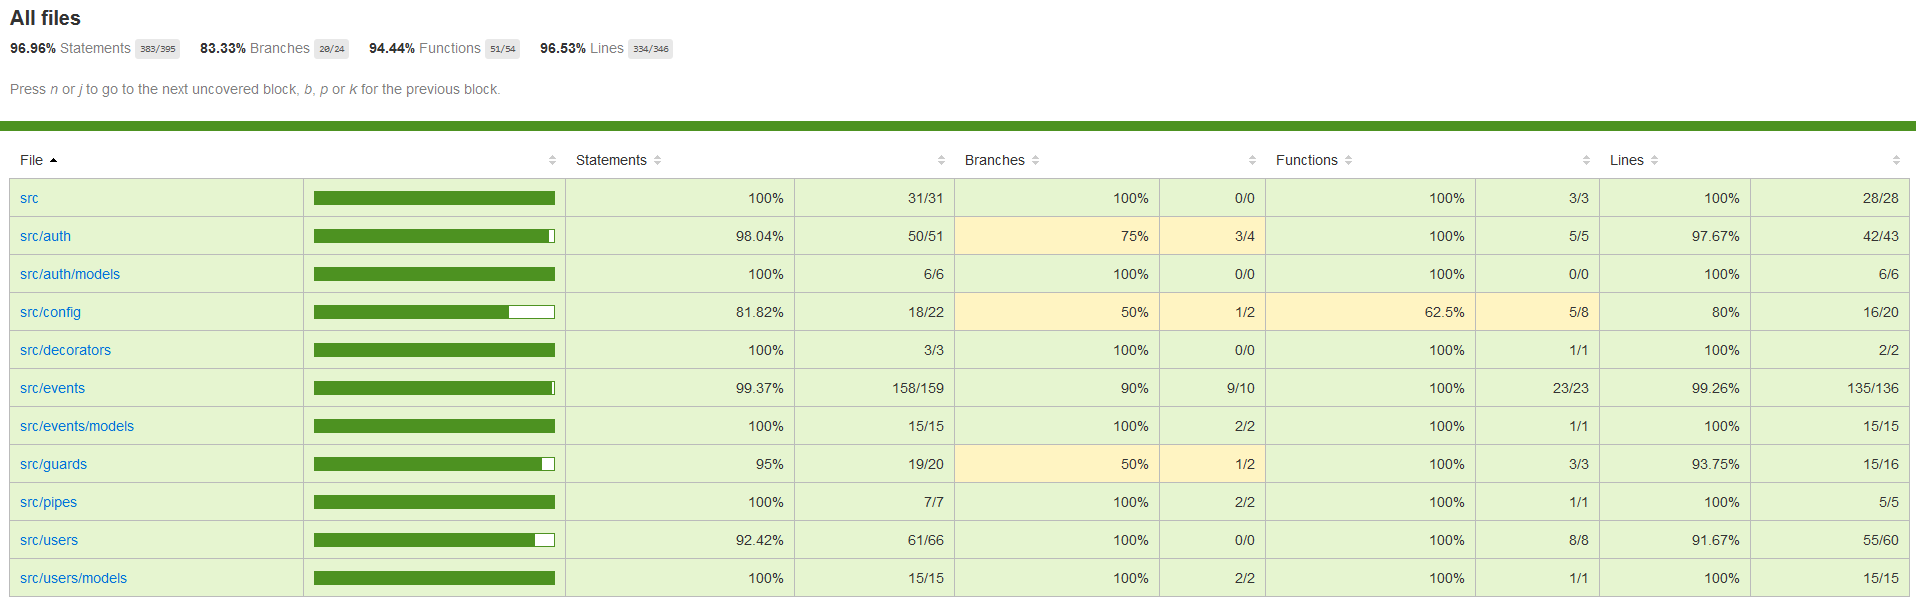 All files
96.96% Statements 383/395 83.33% Branches 20/24 94.44% Functions 51/54 96.53% Lines 334/346
Press n or j to go to the next uncovered block, b, p or k for the previous block.
File Statements Branches Functions Lines
src 100% 31/31 100% 0/0 100% 3/3 100% 28/28
src/auth 98.04% 50/51 75% 3/4 100% 5/5 97.67% 42/43
src/auth/models 100% 6/6 100% 0/0 100% 0/0 100% 6/6
src/config 81.82% 18/22 50% 1/2 62.5% 5/8 80% 16/20
src/decorators 100% 3/3 100% 0/0 100% 1/1 100% 2/2
src/events 99.37% 158/159 90% 9/10 100% 23/23 99.26% 135/136
src/events/models 100% 15/15 100% 2/2 100% 1/1 100% 15/15
src/guards 95% 19/20 50% 1/2 100% 3/3 93.75% 15/16
src/pipes 100% 7/7 100% 2/2 100% 1/1 100% 5/5
src/users 92.42% 61/66 100% 0/0 100% 8/8 91.67% 55/60
src/users/models 100% 15/15 100% 2/2 100% 1/1 100% 15/15